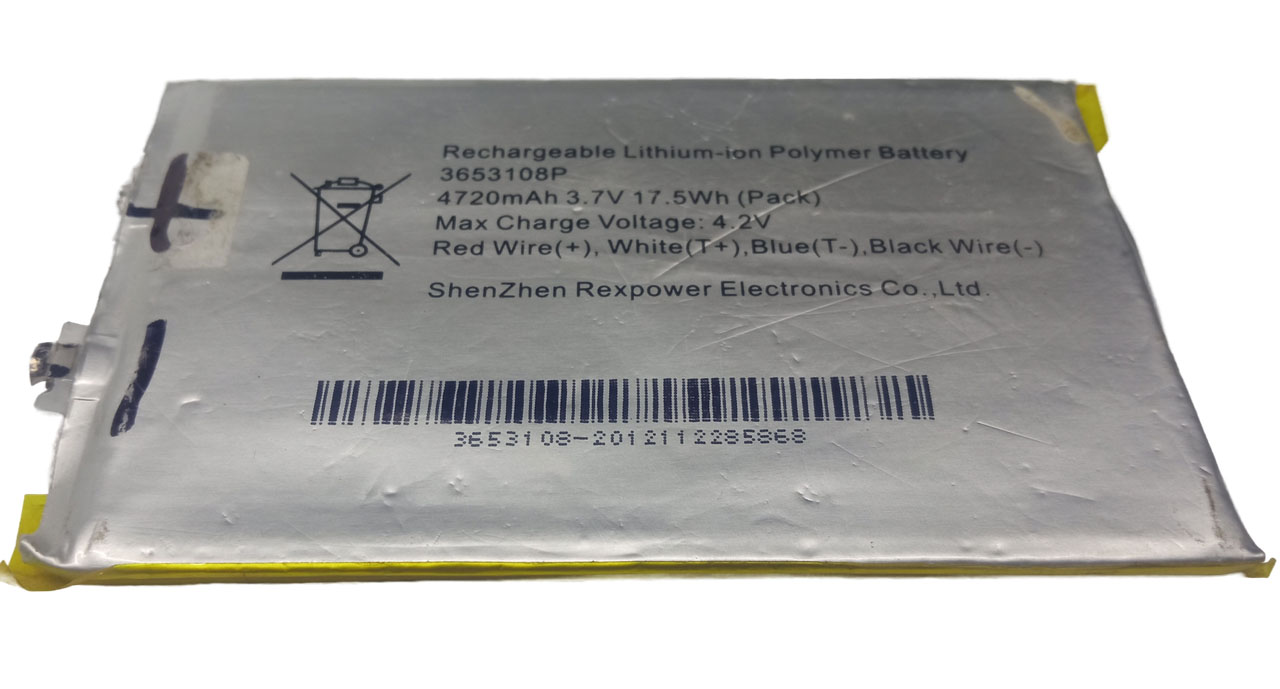 Rechargeable Lithium-ion Polymer Battery
3653108P
4720mAh 3.7V 17.5Wh (Pack)
Max Charge Voltage: 4.2V
Red Wire(+), White(T+),Blue(T-),Black Wire(-)
ShenZhen Rexpower Electronics Co.,Ltd.
+
-
3653108-2012112285868